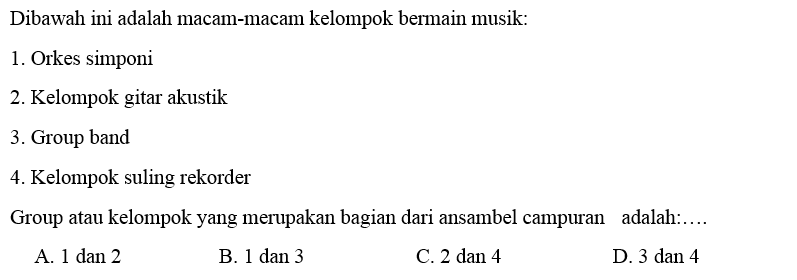 Dibawah ini adalah macam-macam kelompok bermain musik:
1. Orkes simponi
2. Kelompok gitar akustik
3. Group band
4. Kelompok suling rekorder
Group atau kelompok yang merupakan bagian dari ansambel campuran adalah:….
A. 1 dan 2 B. 1 dan 3 C. 2 dan 4 D. 3 dan 4